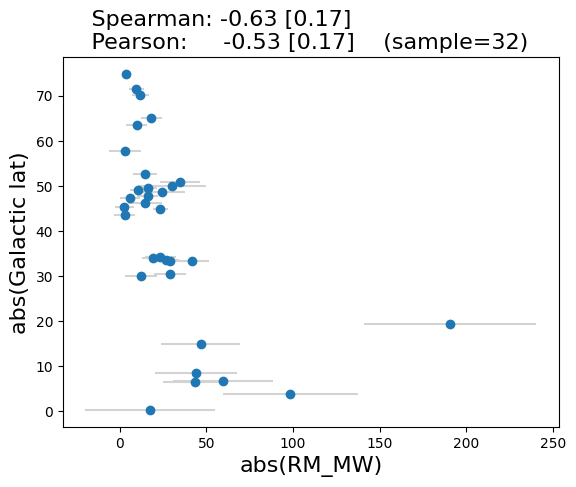 Spearman: -0.63 [0.17]
Pearson: -0.53 [0.17] (sample=32)
70
60
50
40
30
20
10
0
abs(Galactic lat)
0 50 100 150 200 250
abs(RM_MW)